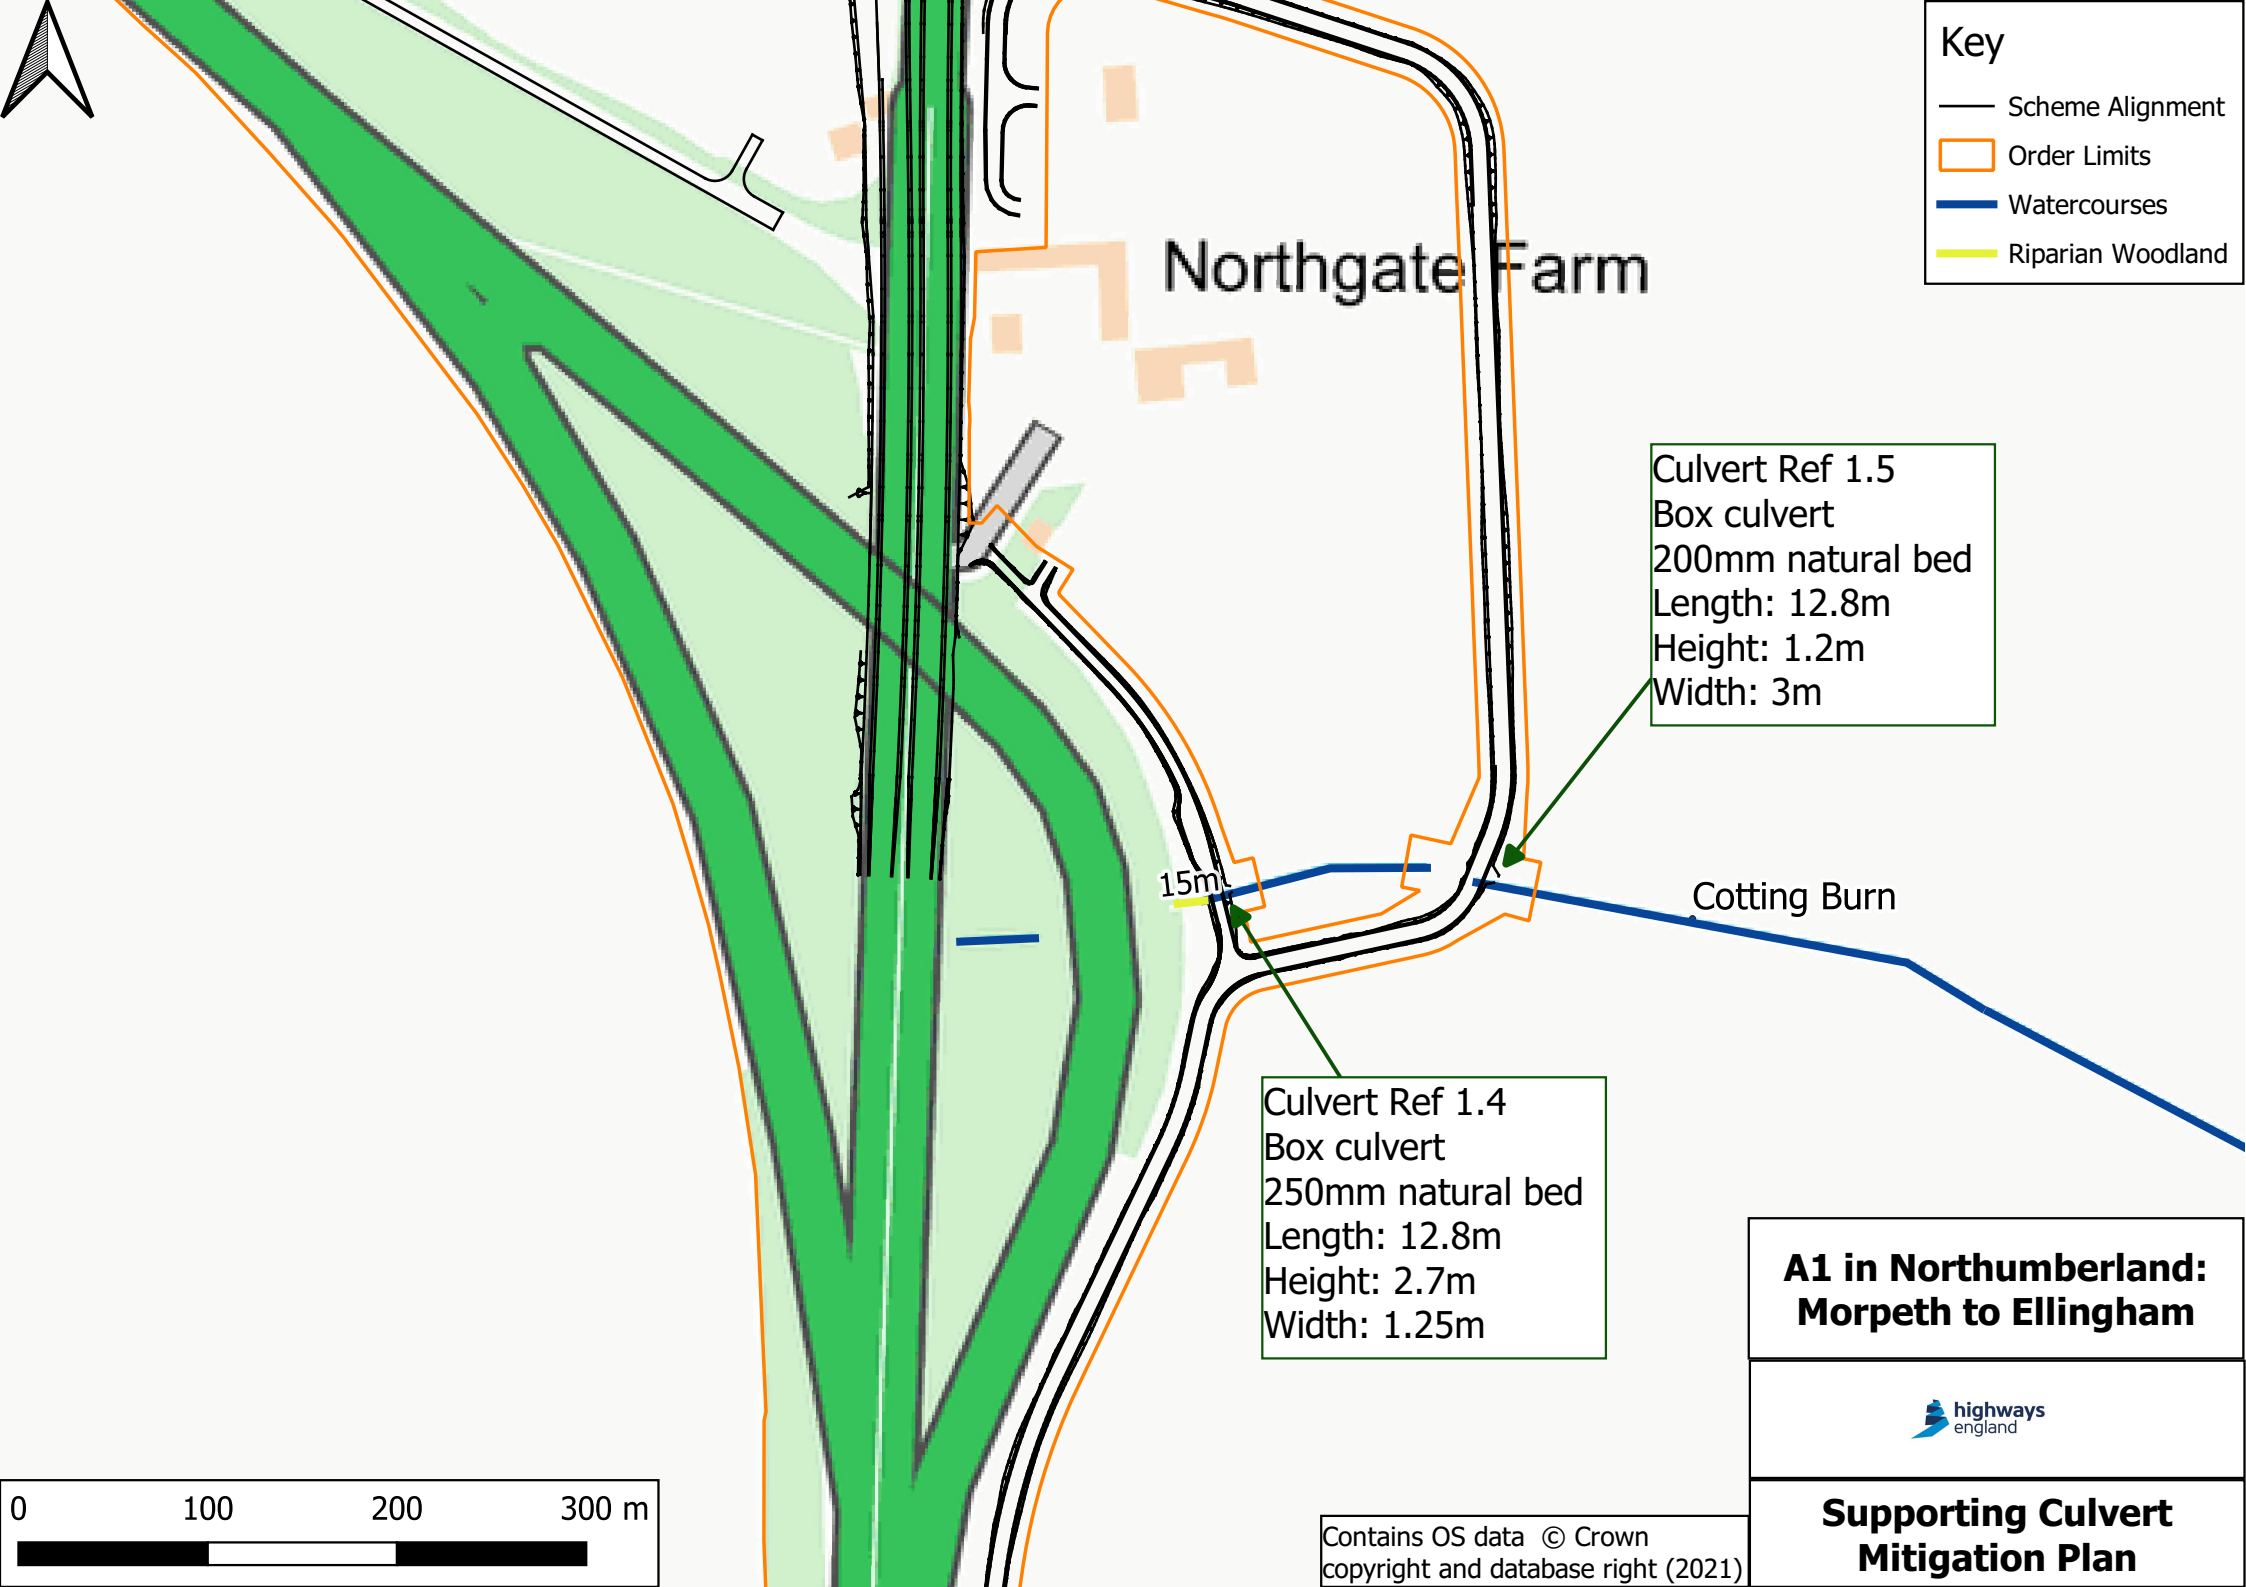 Key
Scheme Alignment
Order Limits
Watercourses
Riparian Woodland
Northgate Farm
Culvert Ref 1.5
Box culvert
200mm natural bed
Length: 12.8m
Height: 1.2m
Width: 3m
15m
Cotting Burn
Culvert Ref 1.4
Box culvert
250mm natural bed
Length: 12.8m
Height: 2.7m
Width: 1.25m
A1 in Northumberland:
Morpeth to Ellingham
highways
england
Supporting Culvert
Mitigation Plan
0 100 200 300 m
Contains OS data © Crown
copyright and database right (2021)